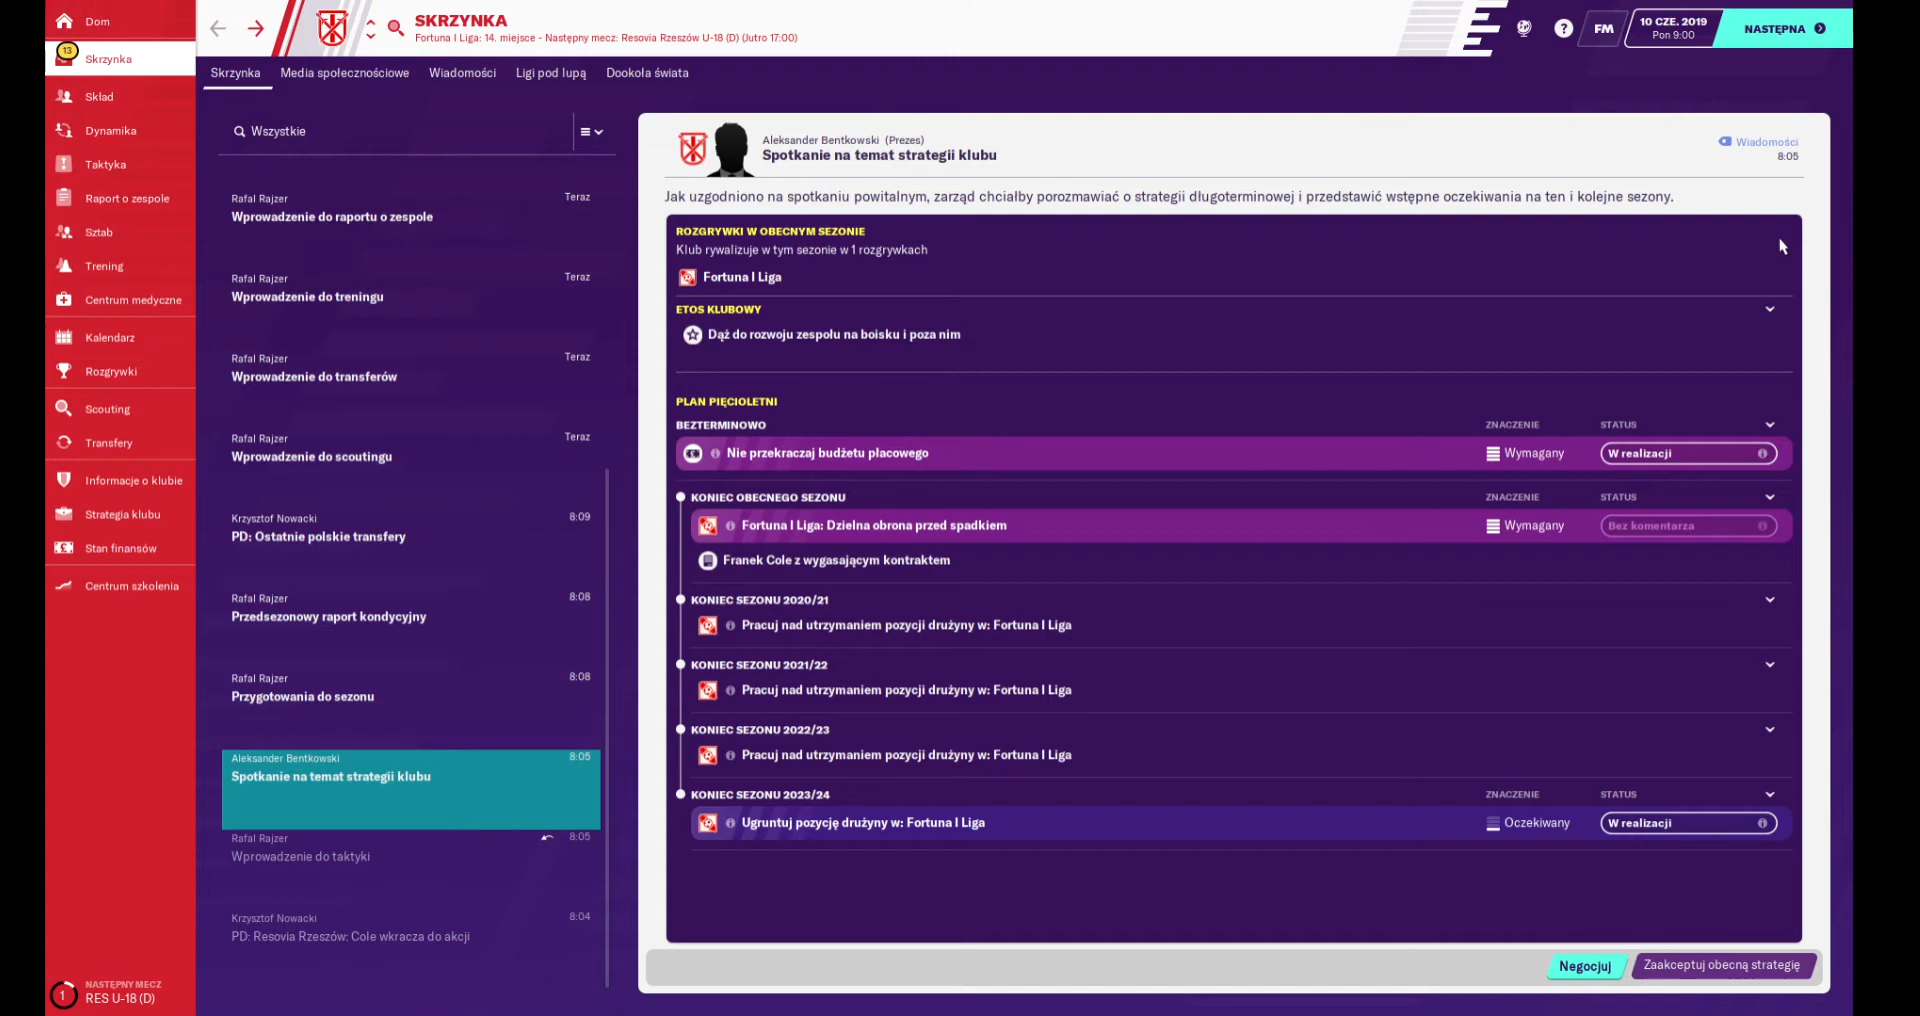 Dom
13
Skrzynka
Skład
Dynamika
Taktyka
Raport o zespole
Sztab
Trening
Centrum medyczne
Kalendarz
Rozgrywki
Scouting
Transfery
Informacje o klubie
Strategia klubu
Stan finansów
Centrum szkolenia
1
NASTĘPNY MECZ
RES U-18 (D)
SKRZYNKA
Fortuna I Liga: 14. miejsce - Następny mecz: Resovia Rzeszów U-18 (D) (Jutro 17:00)
?
FM
10 CZE. 2019
Pon 9:00
NASTĘPNA
Skrzynka
Media społecznościowe
Wiadomości
Ligi pod lupą
Dookoła świata
Wszystkie
Rafał Rajzer
Teraz
Wprowadzenie do raportu o zespole
Rafał Rajzer
Teraz
Wprowadzenie do treningu
Rafał Rajzer
Teraz
Wprowadzenie do transferów
Rafał Rajzer
Teraz
Wprowadzenie do scoutingu
Krzysztof Nowacki
8:09
PD: Ostatnie polskie transfery
Rafał Rajzer
8:08
Przedsezonowy raport kondycyjny
Rafał Rajzer
8:08
Przygotowania do sezonu
Aleksander Bentkowski
8:05
Spotkanie na temat strategii klubu
Rafał Rajzer
8:05
Wprowadzenie do taktyki
Krzysztof Nowacki
8:04
PD: Resovia Rzeszów: Cole wkracza do akcji
Aleksander Bentkowski (Prezes)
Spotkanie na temat strategii klubu
Wiadomości
8:05
Jak uzgodniono na spotkaniu powitalnym, zarząd chciałby porozmawiać o strategii długoterminowej i przedstawić wstępne oczekiwania na ten i kolejne sezony.
ROZGRYWKI W OBECNYM SEZONIE
Klub rywalizuje w tym sezonie w 1 rozgrywkach
Fortuna I Liga
ETOS KLUBOWY
Dąż do rozwoju zespołu na boisku i poza nim
PLAN PIĘCIOLETNI
BEZTERMINOWO
ZNACZENIE
STATUS
Nie przekraczaj budżetu płacowego
Wymagany
W realizacji
KONIEC OBECNEGO SEZONU
ZNACZENIE
STATUS
Fortuna I Liga: Dzielna obrona przed spadkiem
Wymagany
Bez komentarza
Franek Cole z wygasającym kontraktem
KONIEC SEZONU 2020/21
Pracuj nad utrzymaniem pozycji drużyny w: Fortuna I Liga
KONIEC SEZONU 2021/22
Pracuj nad utrzymaniem pozycji drużyny w: Fortuna I Liga
KONIEC SEZONU 2022/23
Pracuj nad utrzymaniem pozycji drużyny w: Fortuna I Liga
KONIEC SEZONU 2023/24
ZNACZENIE
STATUS
Ugruntuj pozycję drużyny w: Fortuna I Liga
Oczekiwany
W realizacji
Negocjuj
Zaakceptuj obecną strategię